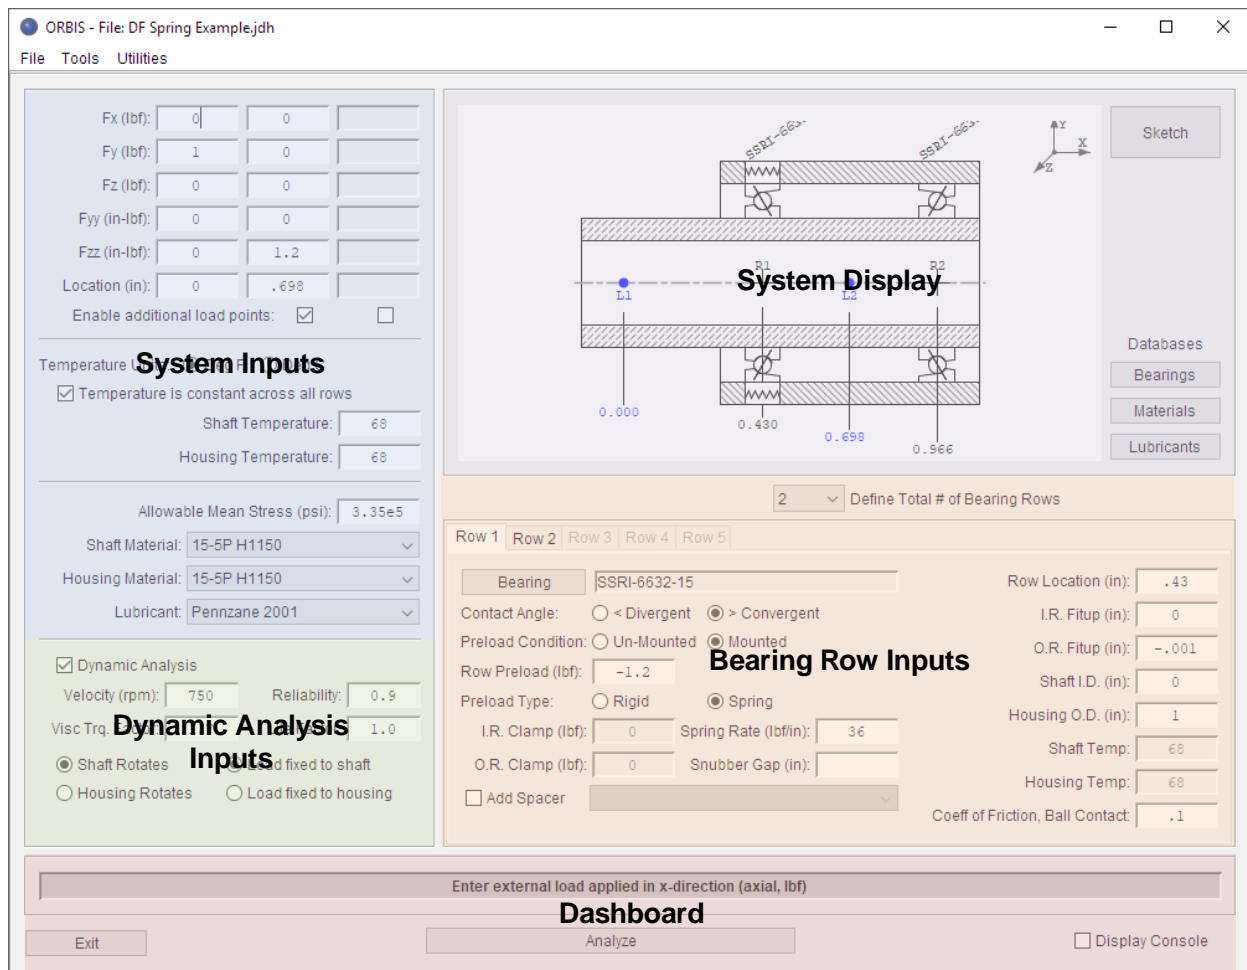 ORBIS - File: DF Spring Example.jdh
File Tools Utilities
Fx (lbf): 0 0
Fy (lbf): 1 0
Fz (lbf): 0 0
Fyy (in-lbf): 0 0
Fzz (in-lbf): 0 1.2
Location (in): 0 .698
Enable additional load points:
System Inputs
Temperature
Temperature is constant across all rows
Shaft Temperature: 68
Housing Temperature: 68
Allowable Mean Stress (psi): 3.35e5
Shaft Material: 15-5P H1150
Housing Material: 15-5P H1150
Lubricant: Pennzane 2001
Dynamic Analysis
Velocity (rpm): 750 Reliability: 0.9
Visc Trq. 1.0
Dynamic Analysis
Inputs
Shaft Rotates Load fixed to shaft
Housing Rotates Load fixed to housing
SSRI-663 SSRI-663
Y
X
Z
Sketch
R1 R2
System Display
L1 L2
0.000 0.430 0.698 0.966
Databases
Bearings
Materials
Lubricants
2 Define Total # of Bearing Rows
Row 1 Row 2 Row 3 Row 4 Row 5
Bearing SSRI-6632-15 Row Location (in): .43
Contact Angle: < Divergent > Convergent I.R. Fitup (in): 0
Preload Condition: Un-Mounted Mounted O.R. Fitup (in): -.001
Bearing Row Inputs
Row Preload (lbf): -1.2 Shaft I.D. (in): 0
Preload Type: Rigid Spring Housing O.D. (in): 1
I.R. Clamp (lbf): 0 Spring Rate (lbf/in): 36 Shaft Temp: 68
O.R. Clamp (lbf): 0 Snubber Gap (in): Housing Temp: 68
Add Spacer Coeff of Friction, Ball Contact: .1
Enter external load applied in x-direction (axial, lbf)
Dashboard
Exit Analyze Display Console